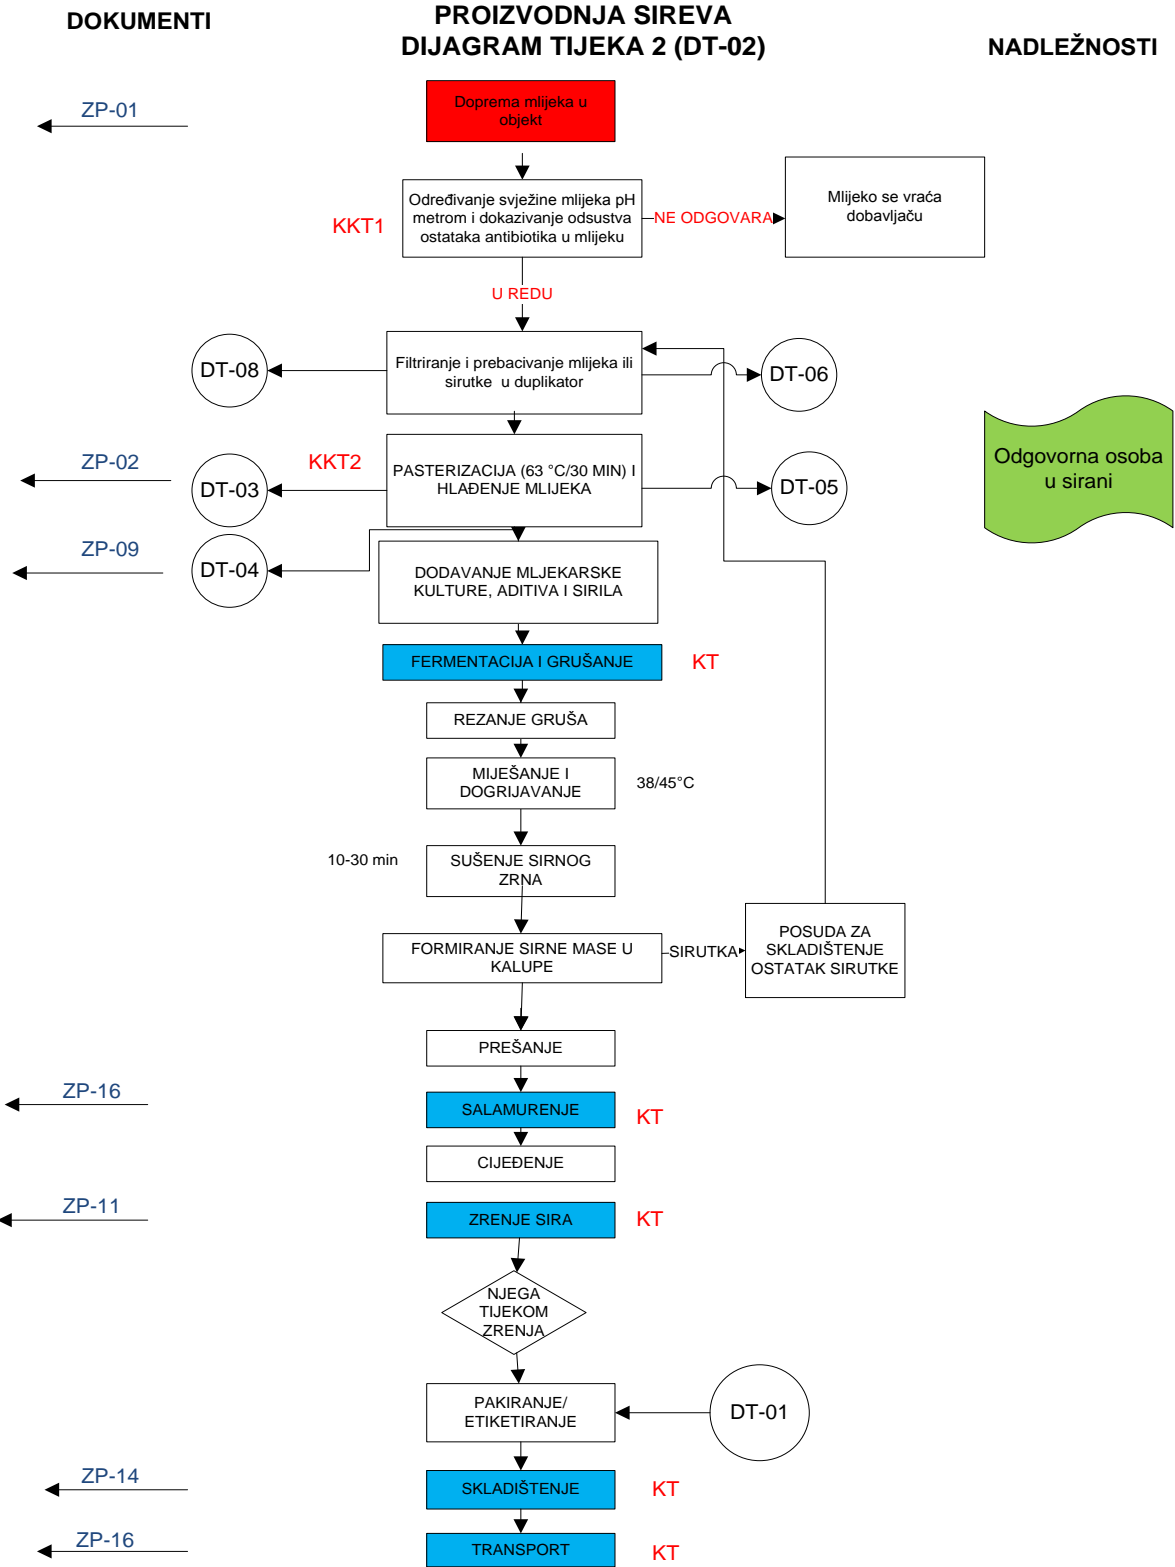 DOKUMENTI
PROIZVODNJA SIREVA
DIJAGRAM TIJEKA 2 (DT-02)
NADLEŽNOSTI
ZP-01
Doprema mlijeka u
objekt
KKT1
Određivanje svježine mlijeka pH
metrom i dokazivanje odsustva
ostataka antibiotika u mlijeku
NE ODGOVARA
Mlijeko se vraća
dobavljaču
U REDU
DT-08
Filtriranje i prebacivanje mlijeka ili
sirutke u duplikator
DT-06
Odgovorna osoba
u sirani
ZP-02
KKT2
DT-03
PASTERIZACIJA (63 °C/30 MIN) I
HLAĐENJE MLIJEKA
DT-05
ZP-09
DT-04
DODAVANJE MLJEKARSKE
KULTURE, ADITIVA I SIRILA
FERMENTACIJA I GRUŠANJE
KT
REZANJE GRUŠA
MIJEŠANJE I
DOGRIJAVANJE
38/45°C
10-30 min
SUŠENJE SIRNOG
ZRNA
FORMIRANJE SIRNE MASE U
KALUPE
SIRUTKA
POSUDA ZA
SKLADIŠTENJE
OSTATAK SIRUTKE
PREŠANJE
ZP-16
SALAMURENJE
KT
CIJEĐENJE
ZP-11
ZRENJE SIRA
KT
NJEGA
TIJEKOM
ZRENJA
PAKIRANJE/
ETIKETIRANJE
DT-01
ZP-14
SKLADIŠTENJE
KT
ZP-16
TRANSPORT
KT